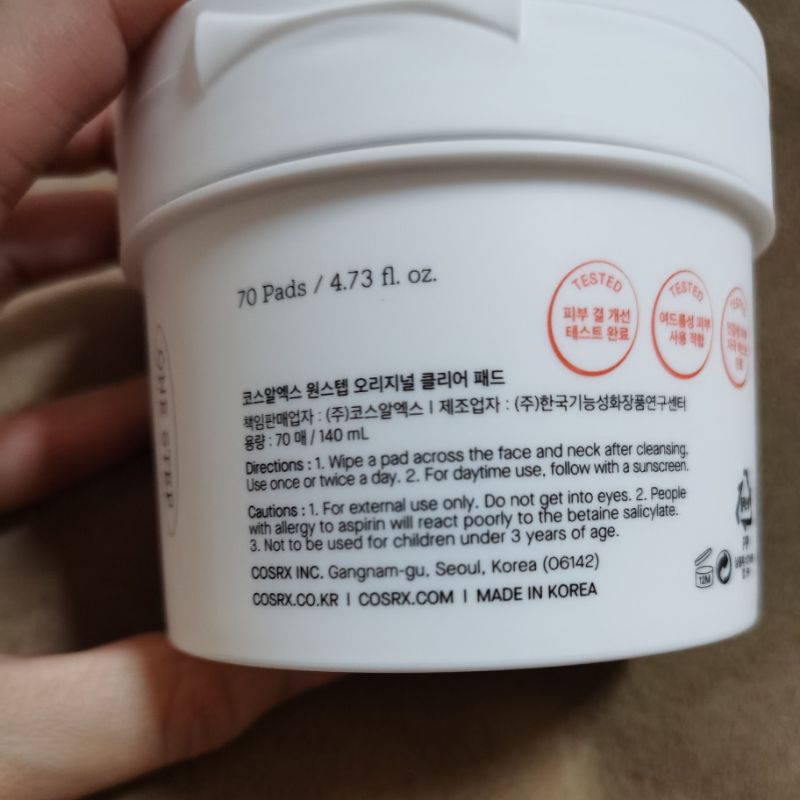 70 Pads / 4.73 fl. oz.
TESTED
피부 결 개선
테스트 완료
TESTED
여드름성 피부
사용 적합
코스알엑스 원스텝 오리지널 클리어 패드
책임판매업자 : (주)코스알엑스 I 제조업자 : (주)한국기능성화장품연구센터
용량 : 70 매 / 140 mL
Directions : 1. Wipe a pad across the face and neck after cleansing.
Use once or twice a day. 2. For daytime use, follow with a sunscreen.
Cautions : 1. For external use only. Do not get into eyes. 2. People
with allergy to aspirin will react poorly to the betaine salicylate.
3. Not to be used for children under 3 years of age.
COSRX INC. Gangnam-gu, Seoul, Korea (06142)
COSRX.CO.KR I COSRX.COM I MADE IN KOREA
12M
PP
ONE STEP